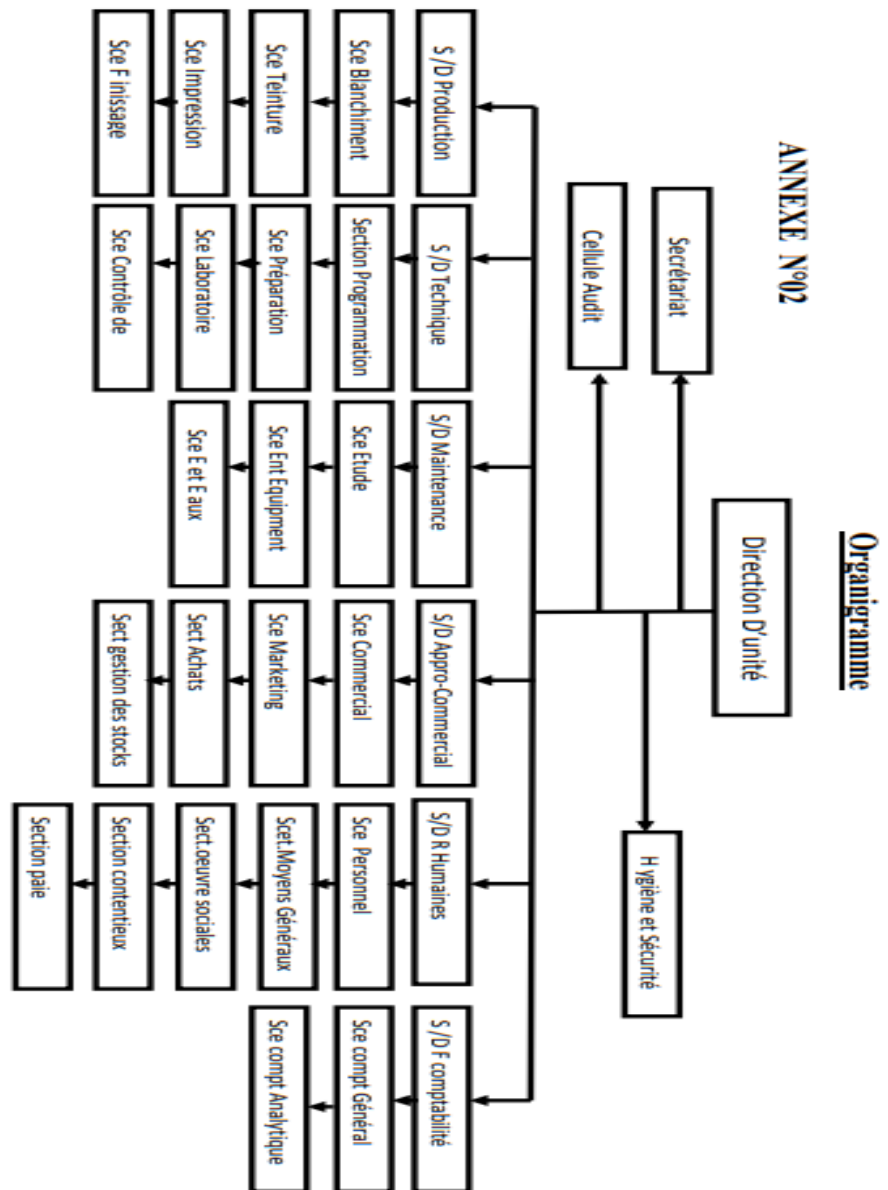 ANNEXE N°02
Organigramme
Direction D'unité
Secrétariat
Hygiène et Sécurité
Cellule Audit
S /D Production
Sce Blanchiment
Sce Teinture
Sce Impression
Sce F inissage
S /D Technique
Section Programmation
Sce Préparation
Sce Laboratoire
Sce Contrôle de
S/D Maintenance
Sce Etude
Sce Ent Equipment
Sce E et E aux
S/D Appro-Commercial
Sce Commercial
Sce Marketing
Sect Achats
Sect gestion des stocks
S/D R Humaines
Sce Personnel
Scet.Moyens Généraux
Sect.oeuvre sociales
Section contentieux
Section paie
S /D F comptabilité
Sce compt Général
Sce compt Analytique